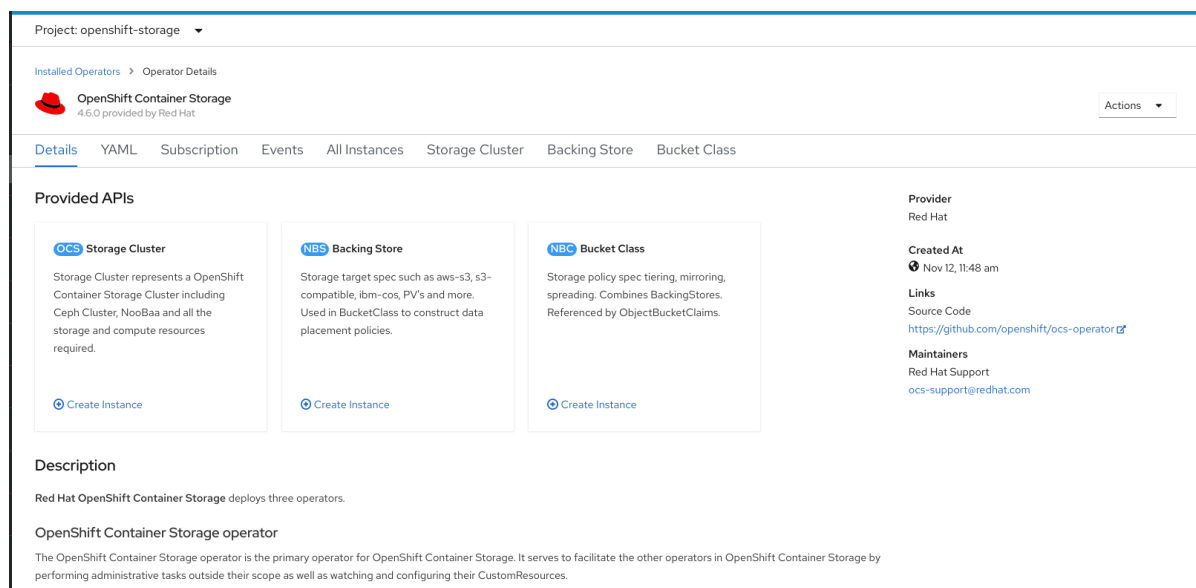 Project: openshift-storage
Installed Operators > Operator Details
OpenShift Container Storage
4.6.0 provided by Red Hat
Actions
Details YAML Subscription Events All Instances Storage Cluster Backing Store Bucket Class
Provided APIs
OCS Storage Cluster
Storage Cluster represents a OpenShift
Container Storage Cluster including
Ceph Cluster, NooBaa and all the
storage and compute resources
required.
Create Instance
NBS Backing Store
Storage target spec such as aws-s3, s3-
compatible, ibm-cos, PV's and more.
Used in BucketClass to construct data
placement policies.
Create Instance
NBC Bucket Class
Storage policy spec tiering, mirroring,
spreading. Combines BackingStores.
Referenced by ObjectBucketClaims.
Create Instance
Provider
Red Hat
Created At
Nov 12, 11:48 am
Links
Source Code
https://github.com/openshift/ocs-operator
Maintainers
Red Hat Support
ocs-support@redhat.com
Description
Red Hat OpenShift Container Storage deploys three operators.
OpenShift Container Storage operator
The OpenShift Container Storage operator is the primary operator for OpenShift Container Storage. It serves to facilitate the other operators in OpenShift Container Storage by
performing administrative tasks outside their scope as well as watching and configuring their CustomResources.